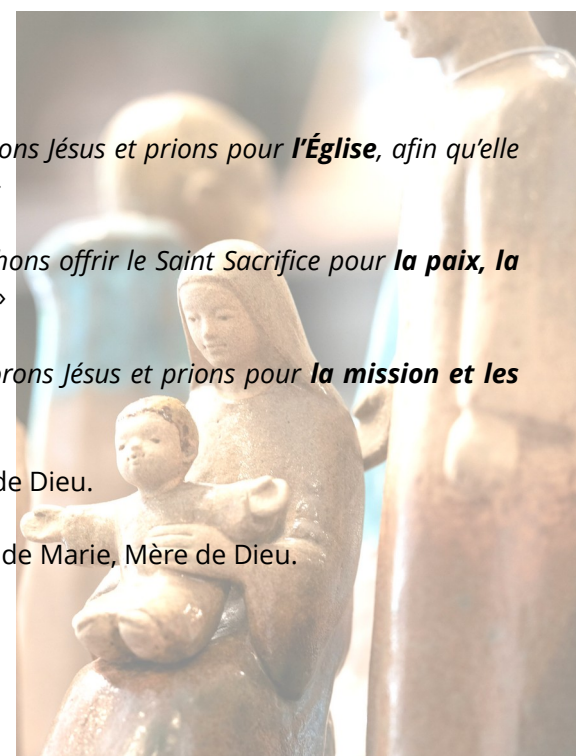 ons Jésus et prions pour l’Église, afin qu’elle
hons offrir le Saint Sacrifice pour la paix, la
»
rons Jésus et prions pour la mission et les
de Dieu.
de Marie, Mère de Dieu.